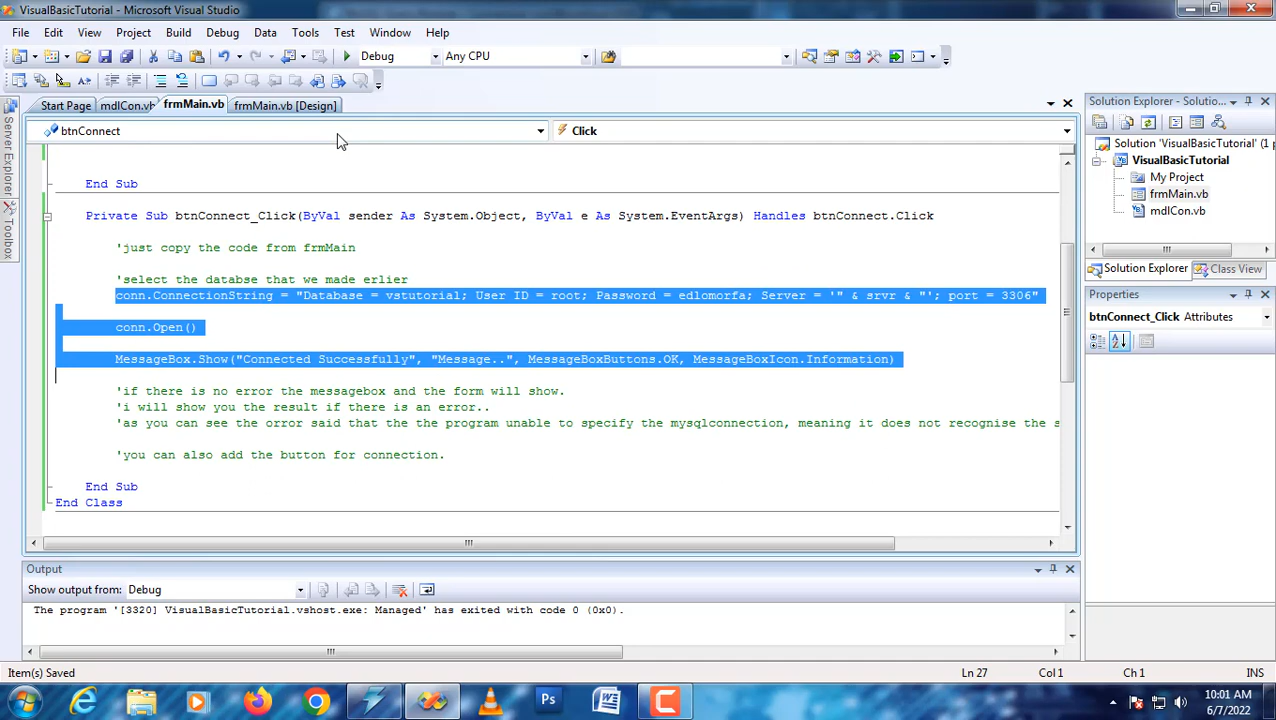 VisualBasicTutorial - Microsoft Visual Studio
File Edit View Project Build Debug Data Tools Test Window Help
Debug Any CPU
Start Page mdlCon.vb frmMain.vb frmMain.vb [Design]
btnConnect Click
End Sub
Private Sub btnConnect_Click(ByVal sender As System.Object, ByVal e As System.EventArgs) Handles btnConnect.Click
'just copy the code from frmMain
'select the databse that we made erlier
conn.ConnectionString = "Database = vstutorial; User ID = root; Password = edlomorfa; Server = '" & srvr & "'; port = 3306"
conn.Open()
MessageBox.Show("Connected Successfully", "Message..", MessageBoxButtons.OK, MessageBoxIcon.Information)
'if there is no error the messagebox and the form will show.
'i will show you the result if there is an error..
'as you can see the orror said that the the program unable to specify the mysqlconnection, meaning it does not recognise the s
'you can also add the button for connection.
End Sub
End Class
Server Explorer
Toolbox
Solution Explorer - Solution ...
Solution 'VisualBasicTutorial' (1 p
VisualBasicTutorial
My Project
frmMain.vb
mdlCon.vb
Solution Explorer Class View
Properties
btnConnect_Click Attributes
Output
Show output from: Debug
The program '[3320] VisualBasicTutorial.vshost.exe: Managed' has exited with code 0 (0x0).
Item(s) Saved Ln 27 Col 1 Ch 1 INS
Ps
10:01 AM
6/7/2022